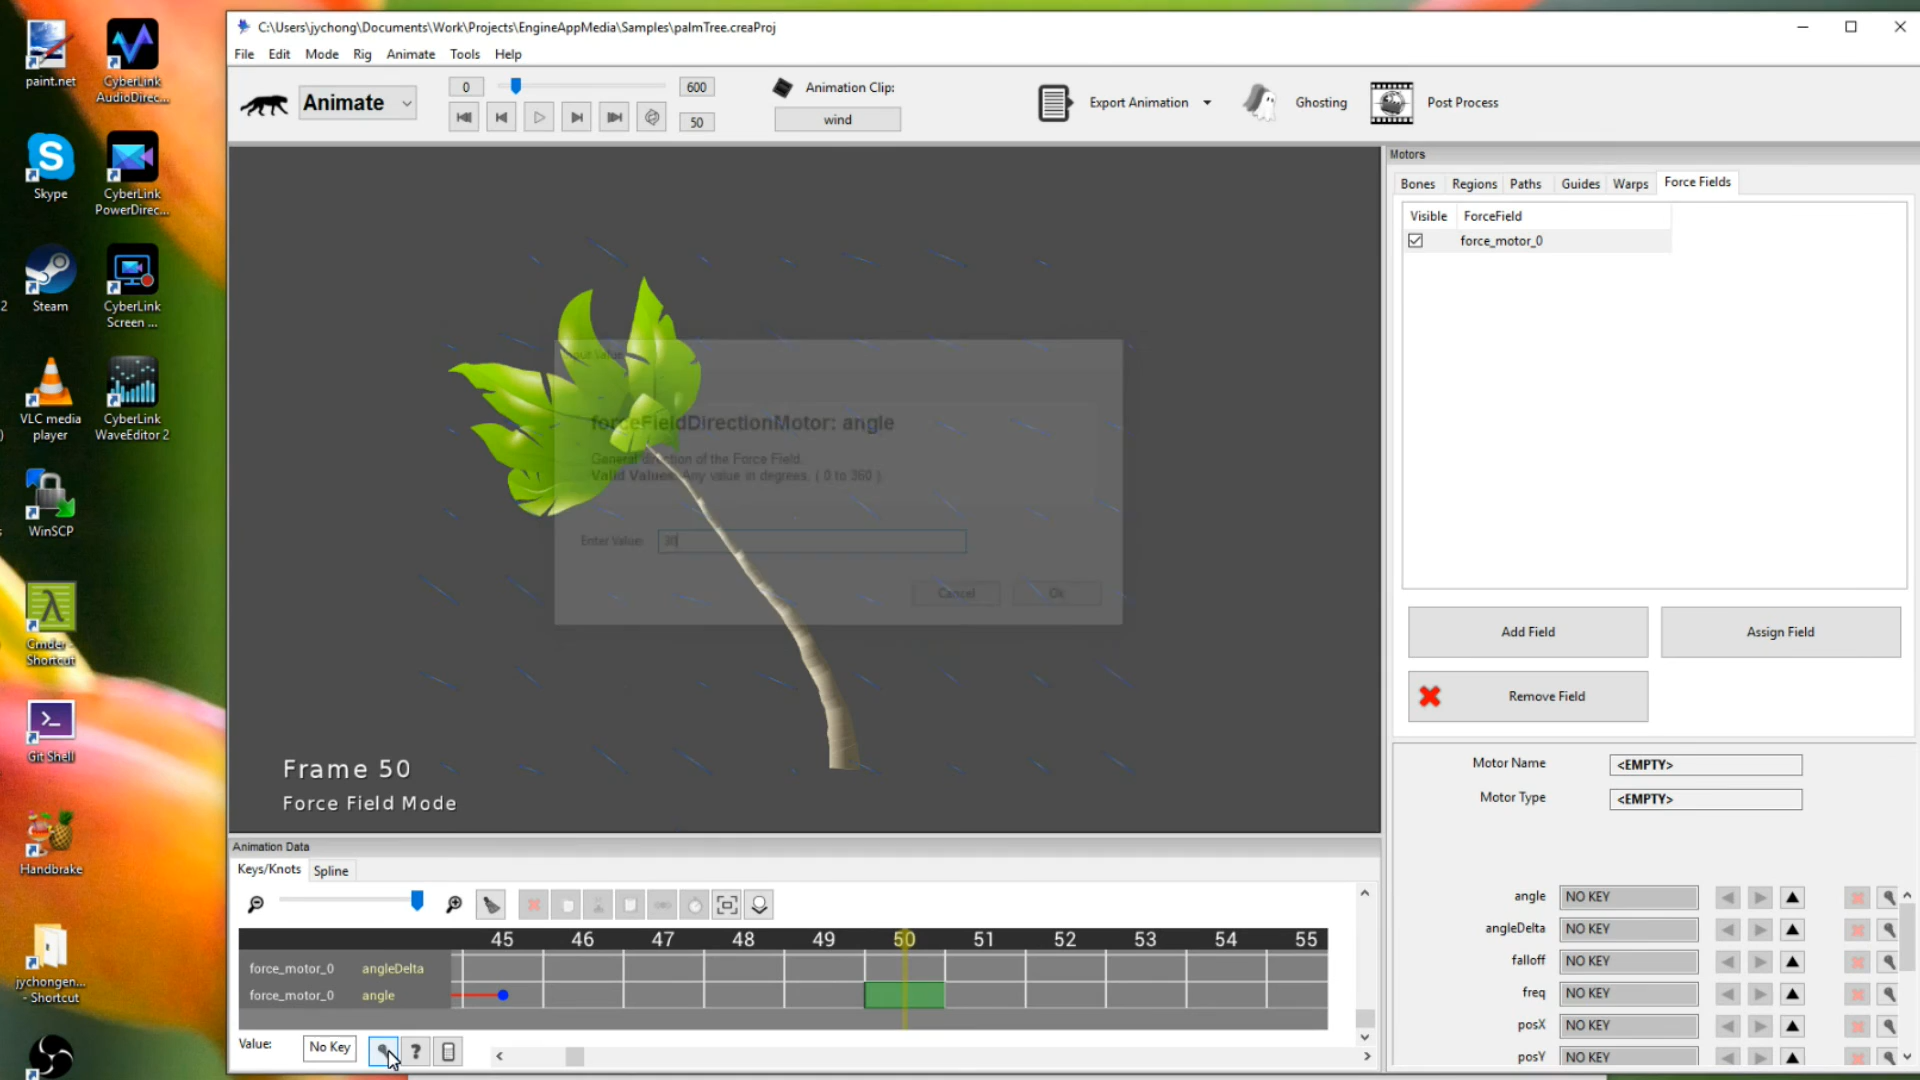 paint.net
CyberLink
AudioDirec...
Skype
CyberLink
PowerDirec...
Steam
CyberLink
Screen ...
VLC media
player
CyberLink
WaveEditor 2
WinSCP
Cmder -
Shortcut
Git Shell
Handbrake
jychongen...
- Shortcut
2
)
C:\Users\jychong\Documents\Work\Projects\EngineAppMedia\Samples\palmTree.creaProj
File Edit Mode Rig Animate Tools Help
Animate
0
600
50
Animation Clip:
wind
Export Animation
Ghosting
Post Process
Input Value
forceFieldDirectionMotor: angle
General direction of the Force Field.
Valid Values: Any value in degrees, ( 0 to 360 )
Enter Value: 30
Cancel Ok
Frame 50
Force Field Mode
Motors
Bones Regions Paths Guides Warps Force Fields
Visible ForceField
force_motor_0
Add Field Assign Field
Remove Field
Motor Name <EMPTY>
Motor Type <EMPTY>
angle NO KEY
angleDelta NO KEY
falloff NO KEY
freq NO KEY
posX NO KEY
posY NO KEY
Animation Data
Keys/Knots Spline
45 46 47 48 49 50 51 52 53 54 55
force_motor_0 angleDelta
force_motor_0 angle
Value: No Key ?